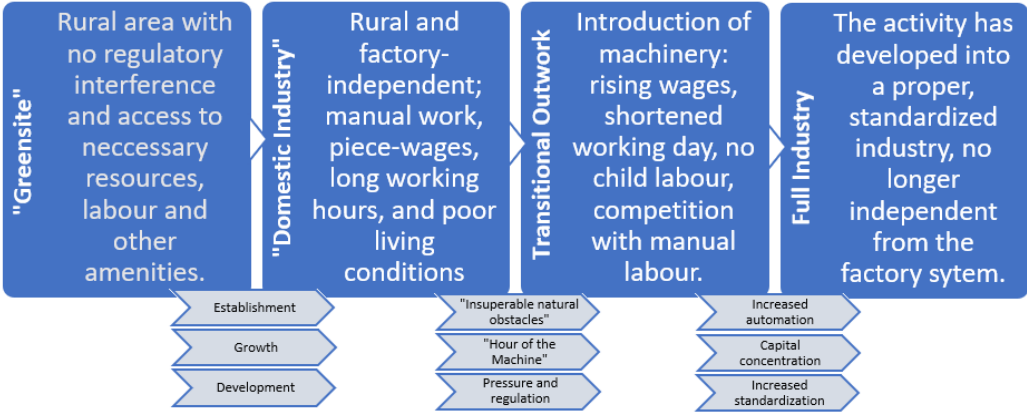 "Greensite"
Rural area with
no regulatory
interference
and access to
neccessary
resources,
labour and
other
amenities.
"Domestic Industry"
Rural and
factory-
independent;
manual work,
piece-wages,
long working
hours, and poor
living
conditions
Transitional Outwork
Introduction of
machinery:
rising wages,
shortened
working day, no
child labour,
competition
with manual
labour.
Full Industry
The activity has
developed into
a proper,
standardized
industry, no
longer
independent
from the
factory sytem.
Establishment
Growth
Development
"Insuperable natural
obstacles"
"Hour of the
Machine"
Pressure and
regulation
Increased
automation
Capital
concentration
Increased
standardization